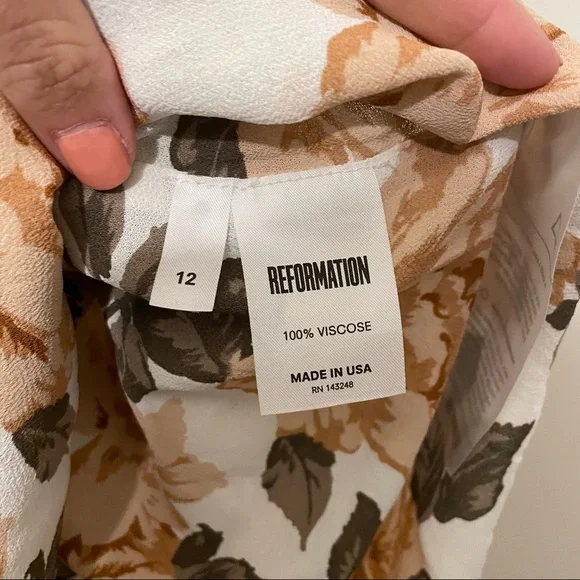 12
REFORMATION
100% VISCOSE
MADE IN USA
RN 143248